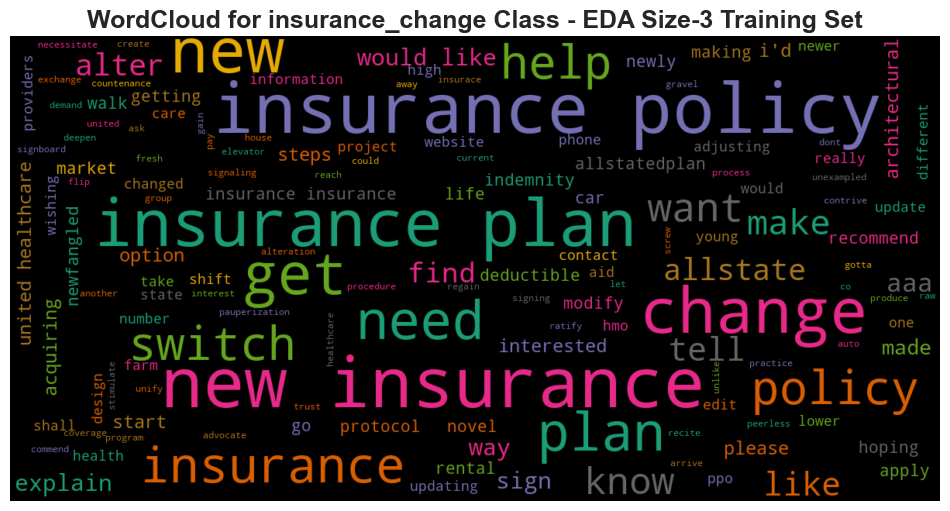 WordCloud for insurance_change Class - EDA Size-3 Training Set
necessitate create new would like help making i'd newer
exchange countenance alter high newly architectural
providers information away insurace
demand walk getting insurance policy gravel different
deepen united ask care gain
signboard pay house steps project website phone adjusting dont
fresh elevator could current allstatedplan really
market signaling reach process unexampled
flip changed insurance insurance life indemnity car want would contrive update
united healthcare wishing group
newfangled insurance plan make recommend
option alteration contact screw young
get find deductible aid allstate gotta aaa
take shift
another state interest procedure regain let modify change co produce raw
acquiring number pauperization need signing hmo one
switch healthcare ratify tell auto made
interested
farm new insurance unlike practice
design stimulate unify policy
trust edit
shall start go protocol novel plan peerless lower
coverage program advocate recite
commend health insurance way please hoping
rental arrive
explain updating sign know ppo like apply